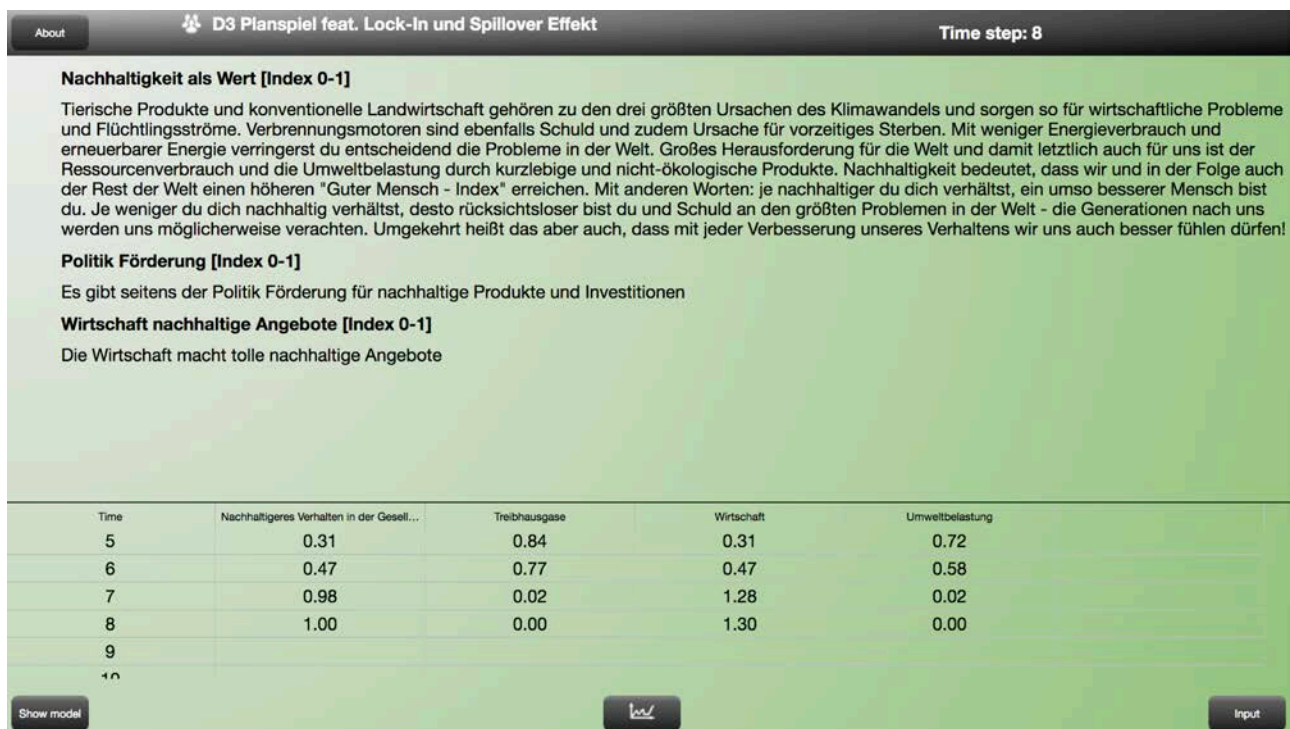 About
D3 Planspiel feat. Lock-In und Spillover Effekt
Time step: 8
Nachhaltigkeit als Wert [Index 0-1]
Tierische Produkte und konventionelle Landwirtschaft gehören zu den drei größten Ursachen des Klimawandels und sorgen so für wirtschaftliche Probleme
und Flüchtlingsströme. Verbrennungsmotoren sind ebenfalls Schuld und zudem Ursache für vorzeitiges Sterben. Mit weniger Energieverbrauch und
erneuerbarer Energie verringerst du entscheidend die Probleme in der Welt. Großes Herausforderung für die Welt und damit letztlich auch für uns ist der
Ressourcenverbrauch und die Umweltbelastung durch kurzlebige und nicht-ökologische Produkte. Nachhaltigkeit bedeutet, dass wir und in der Folge auch
der Rest der Welt einen höheren "Guter Mensch - Index" erreichen. Mit anderen Worten: je nachhaltiger du dich verhältst, ein umso besserer Mensch bist
du. Je weniger du dich nachhaltig verhältst, desto rücksichtsloser bist du und Schuld an den größten Problemen in der Welt - die Generationen nach uns
werden uns möglicherweise verachten. Umgekehrt heißt das aber auch, dass mit jeder Verbesserung unseres Verhaltens wir uns auch besser fühlen dürfen!
Politik Förderung [Index 0-1]
Es gibt seitens der Politik Förderung für nachhaltige Produkte und Investitionen
Wirtschaft nachhaltige Angebote [Index 0-1]
Die Wirtschaft macht tolle nachhaltige Angebote
Time Nachhaltigeres Verhalten in der Gesell... Treibhausgase Wirtschaft Umweltbelastung
5 0.31 0.84 0.31 0.72
6 0.47 0.77 0.47 0.58
7 0.98 0.02 1.28 0.02
8 1.00 0.00 1.30 0.00
9
10
Show model
Input